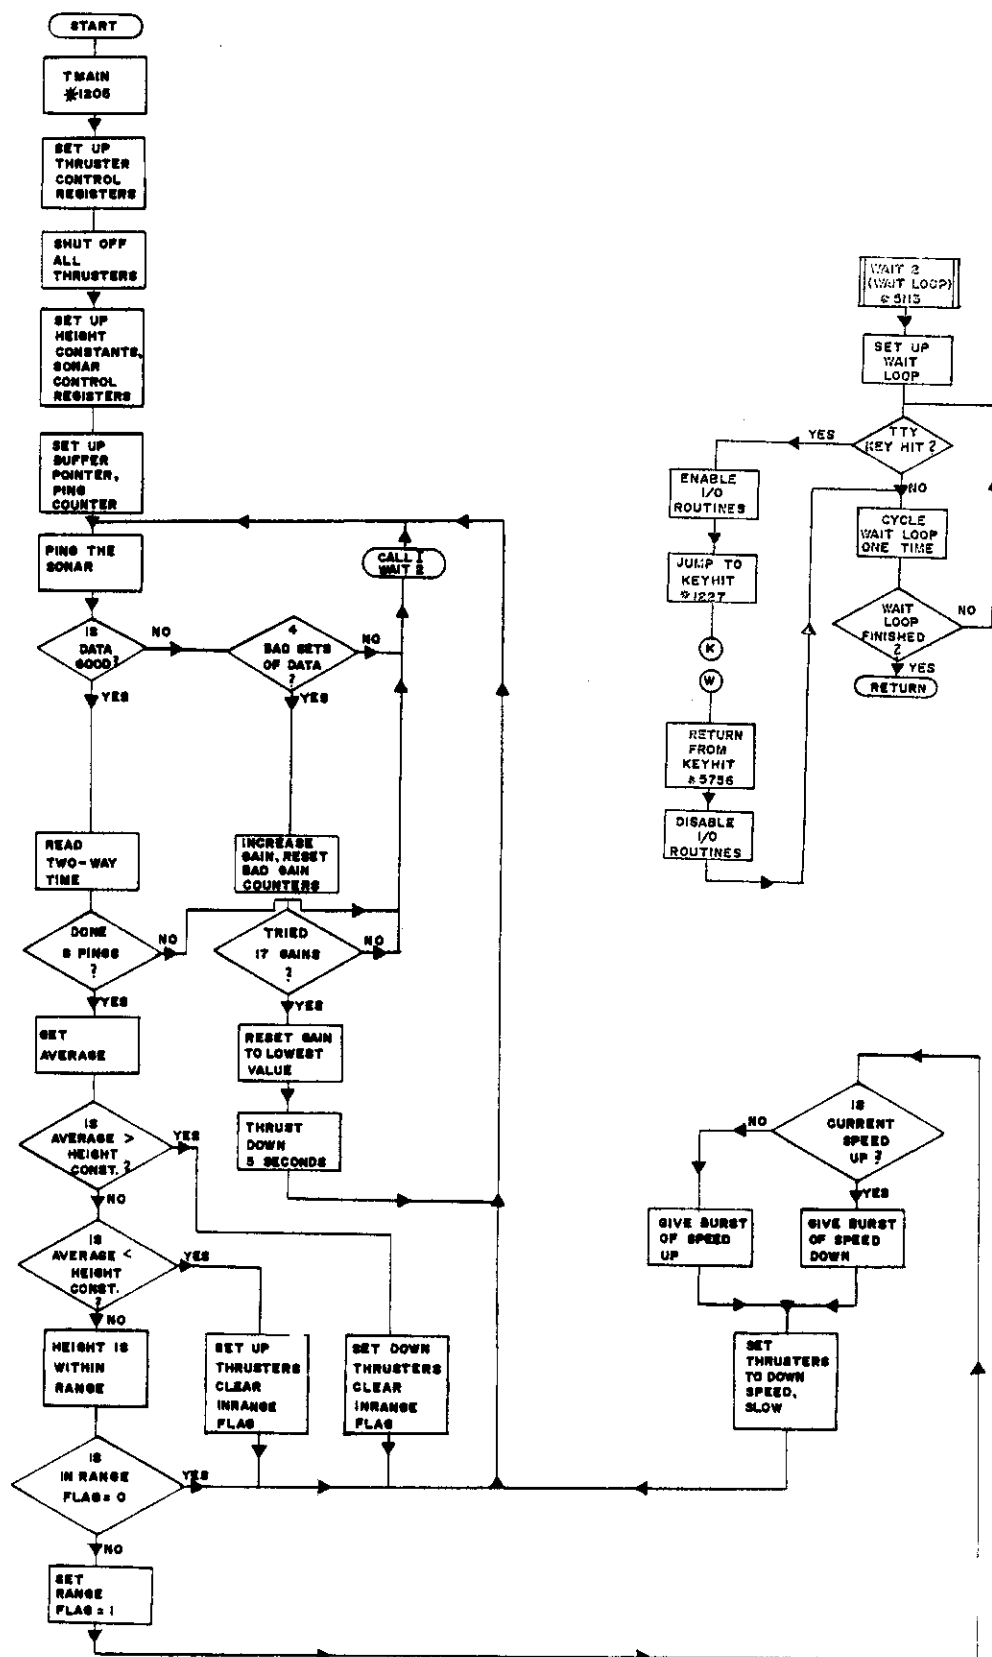 START
TMAIN
*1205
SET UP
THRUSTER
CONTROL
REGISTERS
SHUT OFF
ALL
THRUSTERS
SET UP
HEIGHT
CONSTANTS,
SONAR
CONTROL
REGISTERS
SET UP
BUFFER
POINTER,
PING
COUNTER
PING THE
SONAR
IS
DATA
GOOD?
NO
YES
4
BAD SETS
OF DATA
?
NO
YES
CALL
WAIT 2
READ
TWO-WAY
TIME
INCREASE
GAIN, RESET
BAD GAIN
COUNTERS
DONE
8 PINGS
?
NO
YES
TRIED
17 GAINS
?
NO
YES
GET
AVERAGE
RESET GAIN
TO LOWEST
VALUE
THRUST
DOWN
5 SECONDS
IS
AVERAGE >
HEIGHT
CONST.?
YES
NO
IS
AVERAGE <
HEIGHT
CONST.
?
YES
NO
HEIGHT IS
WITHIN
RANGE
SET UP
THRUSTERS
CLEAR
INRANGE
FLAG
SET DOWN
THRUSTERS
CLEAR
INRANGE
FLAG
IS
IN RANGE
FLAG=0
YES
NO
SET
RANGE
FLAG=1
WAIT 2
(WAIT LOOP)
*5113
SET UP
WAIT
LOOP
TTY
KEY HIT?
YES
NO
ENABLE
I/O
ROUTINES
JUMP TO
KEYHIT
*1227
K
W
RETURN
FROM
KEYHIT
*5756
DISABLE
I/O
ROUTINES
CYCLE
WAIT LOOP
ONE TIME
WAIT
LOOP
FINISHED
?
NO
YES
RETURN
IS
CURRENT
SPEED
UP?
NO
YES
GIVE BURST
OF SPEED
UP
GIVE BURST
OF SPEED
DOWN
SET
THRUSTERS
TO DOWN
SPEED,
SLOW